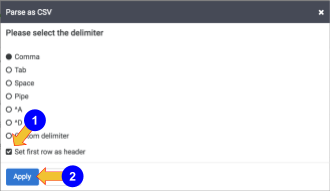 Parse as CSV ×
Please select the delimiter
Comma
Tab
Space
Pipe
^A
^D
tom delimiter
Set first row as header
1
Apply
2